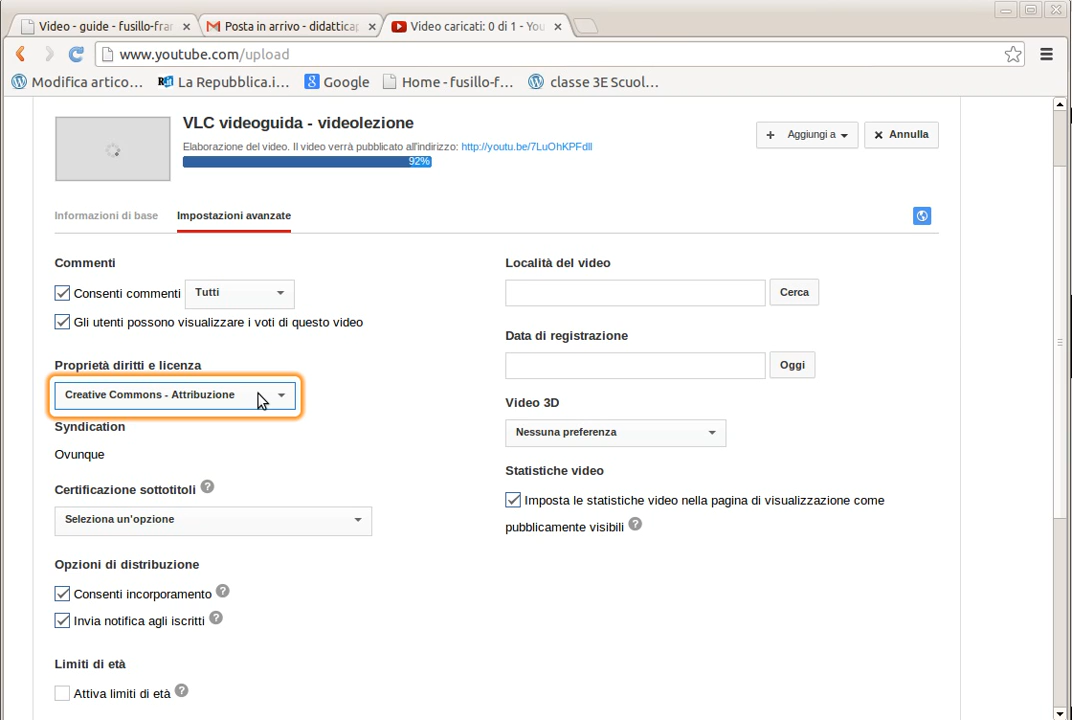 Video - guide - fusillo-fran
Posta in arrivo - didattica
Video caricati: 0 di 1 - You
www.youtube.com/upload
Modifica artico...
La Repubblica.i...
Google
Home - fusillo-f...
classe 3E Scuol...
VLC videoguida - videolezione
Elaborazione del video. Il video verrà pubblicato all'indirizzo: http://youtu.be/7LuOhKPFdlI
92%
+ Aggiungi a
Annulla
Informazioni di base
Impostazioni avanzate
Commenti
Consenti commenti
Tutti
Gli utenti possono visualizzare i voti di questo video
Proprietà diritti e licenza
Creative Commons - Attribuzione
Syndication
Ovunque
Certificazione sottotitoli ?
Seleziona un'opzione
Opzioni di distribuzione
Consenti incorporamento ?
Invia notifica agli iscritti ?
Limiti di età
Attiva limiti di età ?
Località del video
Cerca
Data di registrazione
Oggi
Video 3D
Nessuna preferenza
Statistiche video
Imposta le statistiche video nella pagina di visualizzazione come
pubblicamente visibili ?